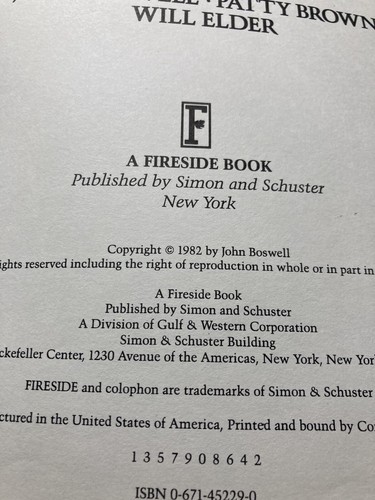 PATTY BROWN
WILL ELDER
F
A FIRESIDE BOOK
Published by Simon and Schuster
New York
Copyright © 1982 by John Boswell
rights reserved including the right of reproduction in whole or in part in
A Fireside Book
Published by Simon and Schuster
A Division of Gulf & Western Corporation
Simon & Schuster Building
ckefeller Center, 1230 Avenue of the Americas, New York, New Yor
FIRESIDE and colophon are trademarks of Simon & Schuster
ctured in the United States of America, Printed and bound by Co
1 3 5 7 9 0 8 6 4 2
ISBN 0-671-45229-0